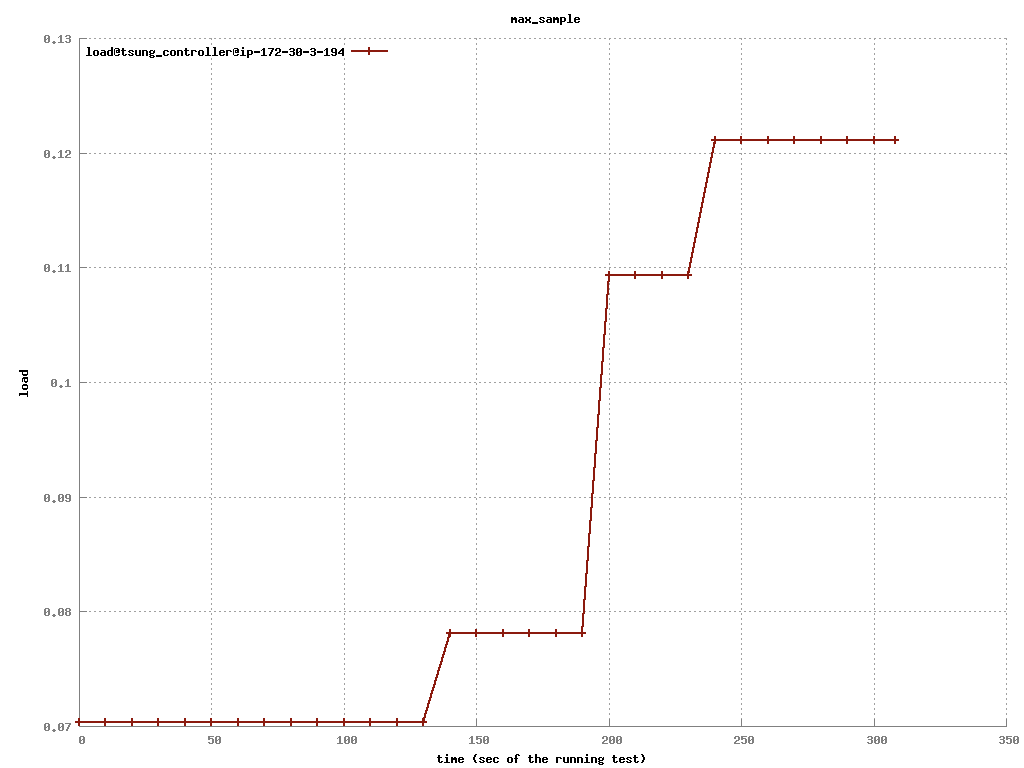 max_sample
load@tsung_controller@ip-172-30-3-194
0.13
0.12
0.11
0.1
0.09
0.08
0.07
load
0 50 100 150 200 250 300 350
time (sec of the running test)